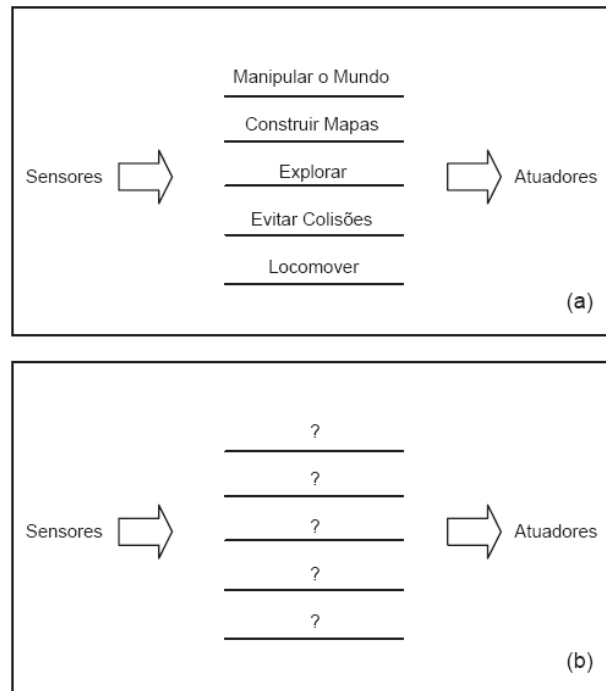 Manipular o Mundo
Construir Mapas
Sensores
Explorar
Atuadores
Evitar Colisões
Locomover
(a)
?
?
Sensores
?
Atuadores
?
?
(b)